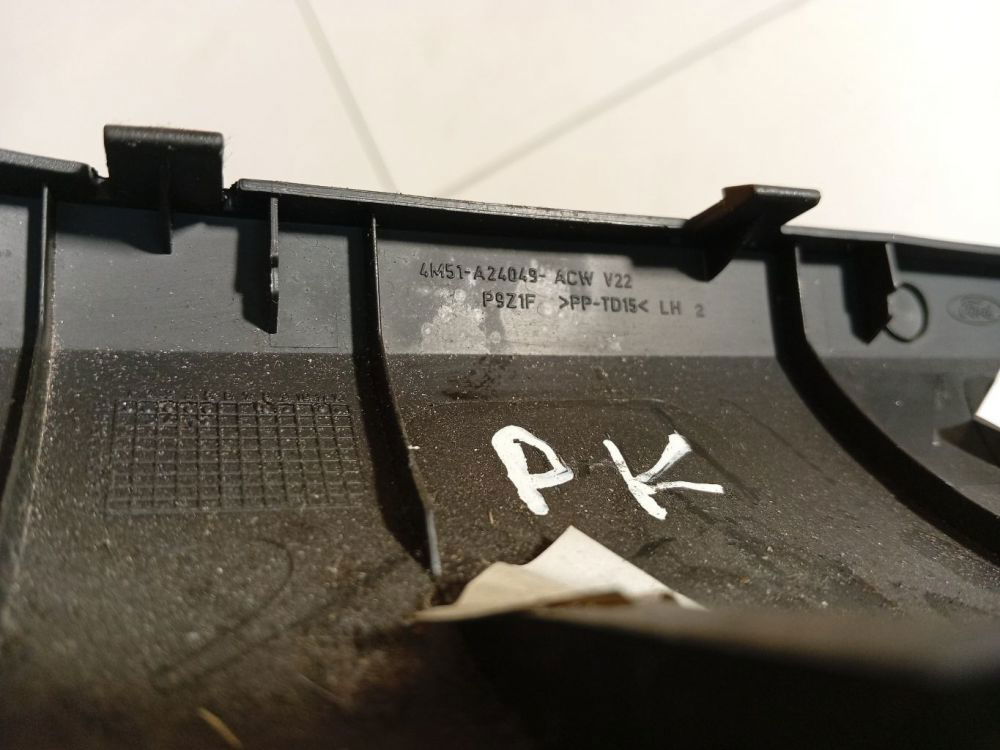 4M51-A24049- ACW V22
P9Z1F >PP-TD15< LH 2
PK